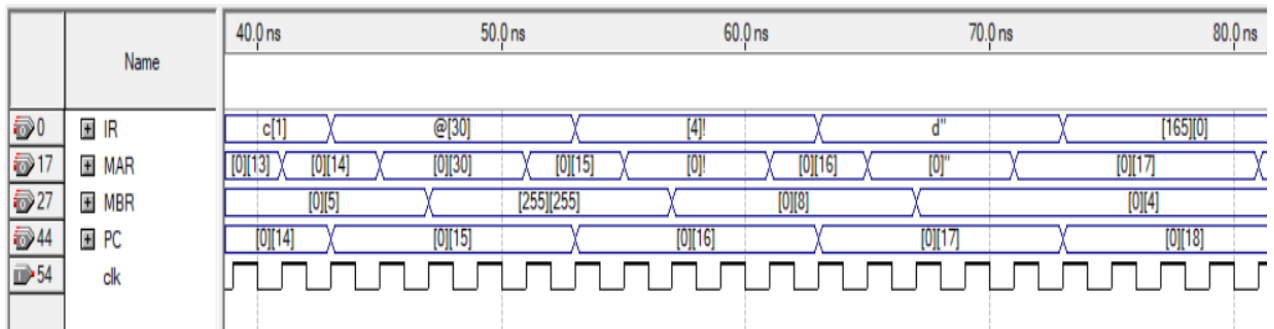 Name 40.0 ns 50.0 ns 60.0 ns 70.0 ns 80.0 ns
0 IR c[1] @[30] [4]! d" [165][0]
17 MAR [0][13] [0][14] [0][30] [0][15] [0]! [0][16] [0]" [0][17]
27 MBR [0][5] [255][255] [0][8] [0][4]
44 PC [0][14] [0][15] [0][16] [0][17] [0][18]
54 clk